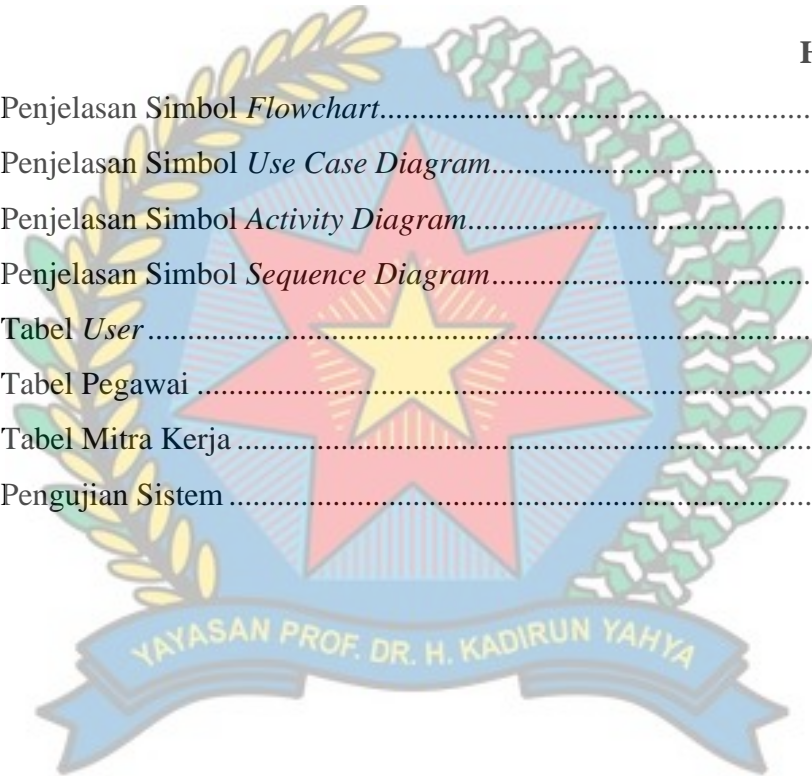 H
Penjelasan Simbol Flowchart........................................................
Penjelasan Simbol Use Case Diagram..........................................
Penjelasan Simbol Activity Diagram.............................................
Penjelasan Simbol Sequence Diagram..........................................
Tabel User.....................................................................................
Tabel Pegawai ..............................................................................
Tabel Mitra Kerja .........................................................................
Pengujian Sistem ..........................................................................
YAYASAN PROF. DR. H. KADIRUN YAHYA